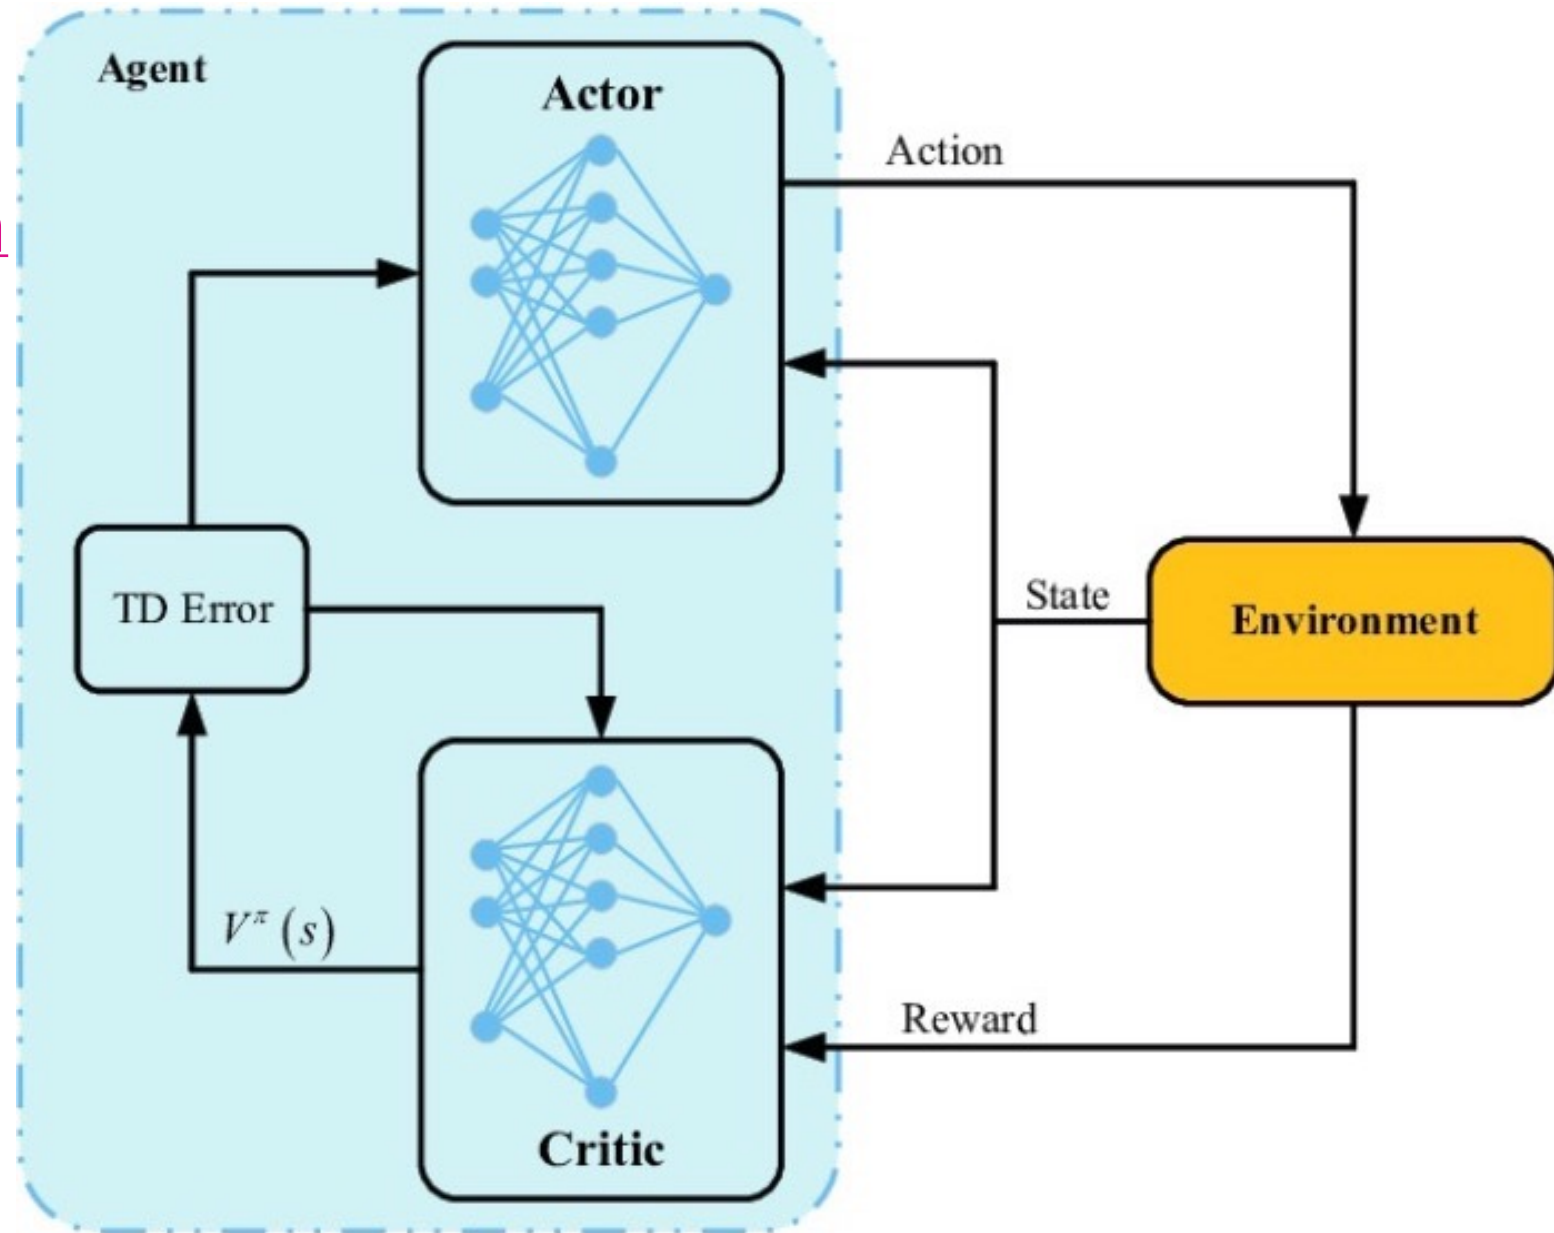 Agent
Actor
Action
TD Error
State
Environment
V^π (s)
Reward
Critic